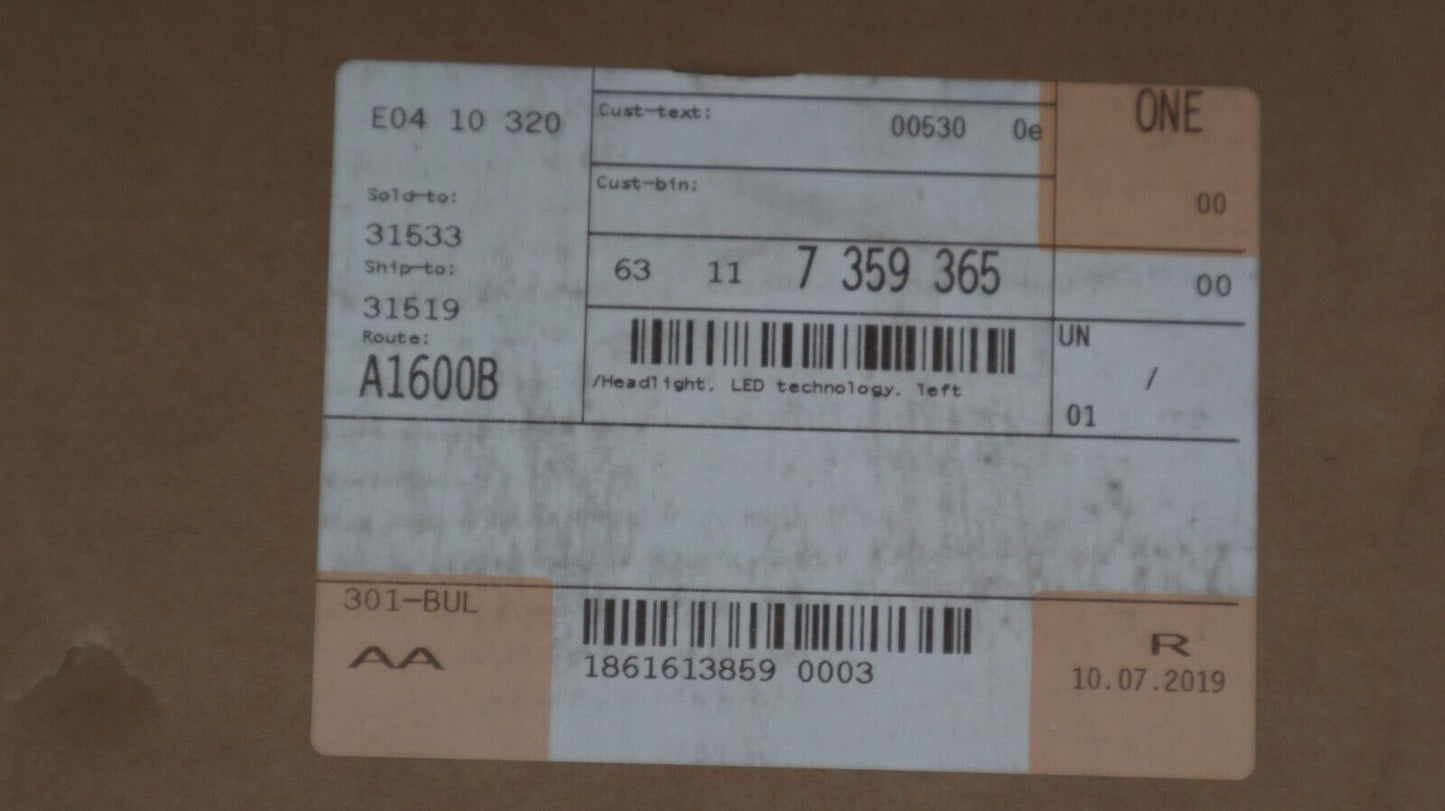 E04 10 320
Sold-to:
31533
Ship-to:
31519
Route:
A1600B
Cust-text:
00530 0e
Cust-bin:
63 11 7 359 365
/Headlight. LED technology. left
ONE
00
00
UN
/
01
301-BUL
AA
1861613859 0003
R
10.07.2019